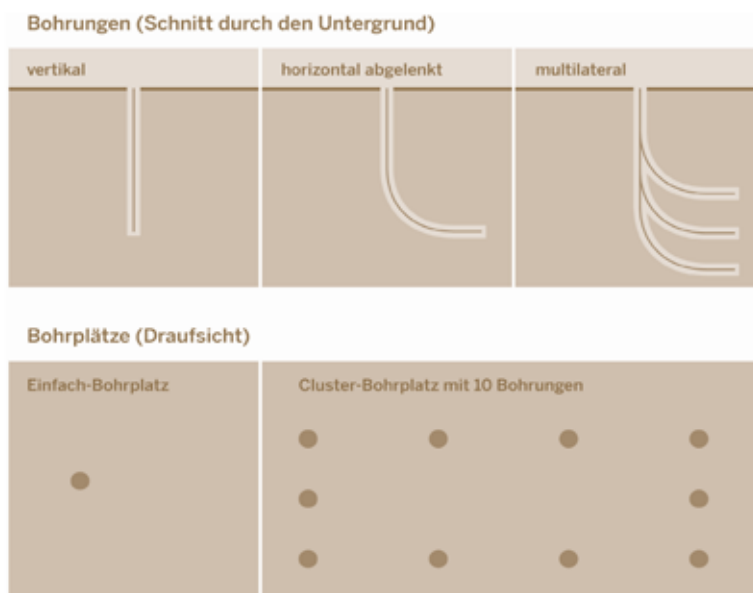 Bohrungen (Schnitt durch den Untergrund)
vertikal
horizontal abgelenkt
multilateral
Bohrplätze (Draufsicht)
Einfach-Bohrplatz
Cluster-Bohrplatz mit 10 Bohrungen